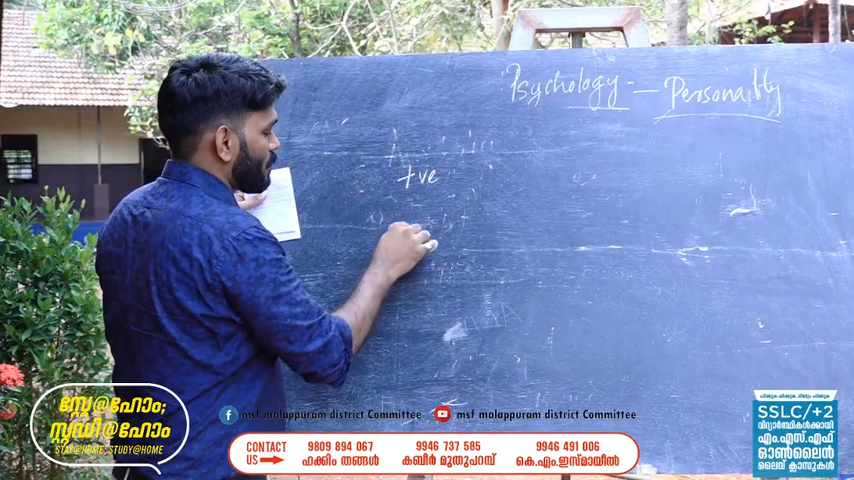 Psychology - Personality
+ve
സ്റ്റേ@ഹോം;
സ്റ്റഡി@ഹോം
STAY@HOME; STUDY@HOME
msf malappuram district Committee
msf malappuram district Committee
CONTACT US
9809 894 067
ഹക്കിം തങ്ങൾ
9946 737 585
കബീർ മുതുപറമ്പ്
9946 491 006
കെ.എം.ഇസ്മായീൽ
SSLC/+2
വിദ്യാർത്ഥികൾക്കായി
എം.എസ്.എഫ്
ഓൺലൈൻ
ലൈവ് ക്ലാസുകൾ